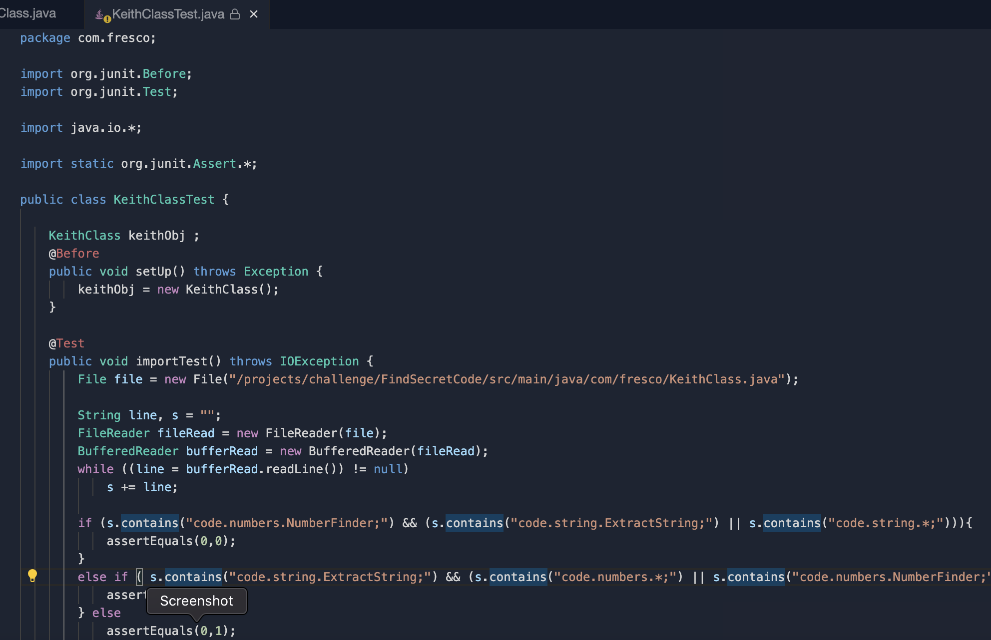 Class.java
KeithClassTest.java
package com.fresco;
import org.junit.Before;
import org.junit.Test;
import java.io.*;
import static org.junit.Assert.*;
public class KeithClassTest {
KeithClass keithObj ;
@Before
public void setUp() throws Exception {
keithObj = new KeithClass();
}
@Test
public void importTest() throws IOException {
File file = new File("/projects/challenge/FindSecretCode/src/main/java/com/fresco/KeithClass.java");
String line, s = "";
FileReader fileRead = new FileReader(file);
BufferedReader bufferRead = new BufferedReader(fileRead);
while ((line = bufferRead.readLine()) != null)
s += line;
if (s.contains("code.numbers.NumberFinder;") && (s.contains("code.string.ExtractString;") || s.contains("code.string.*;"))){
assertEquals(0,0);
}
else if ( s.contains("code.string.ExtractString;") && (s.contains("code.numbers.*;") || s.contains("code.numbers.NumberFinder;"
assert
Screenshot
} else
assertEquals(0,1);